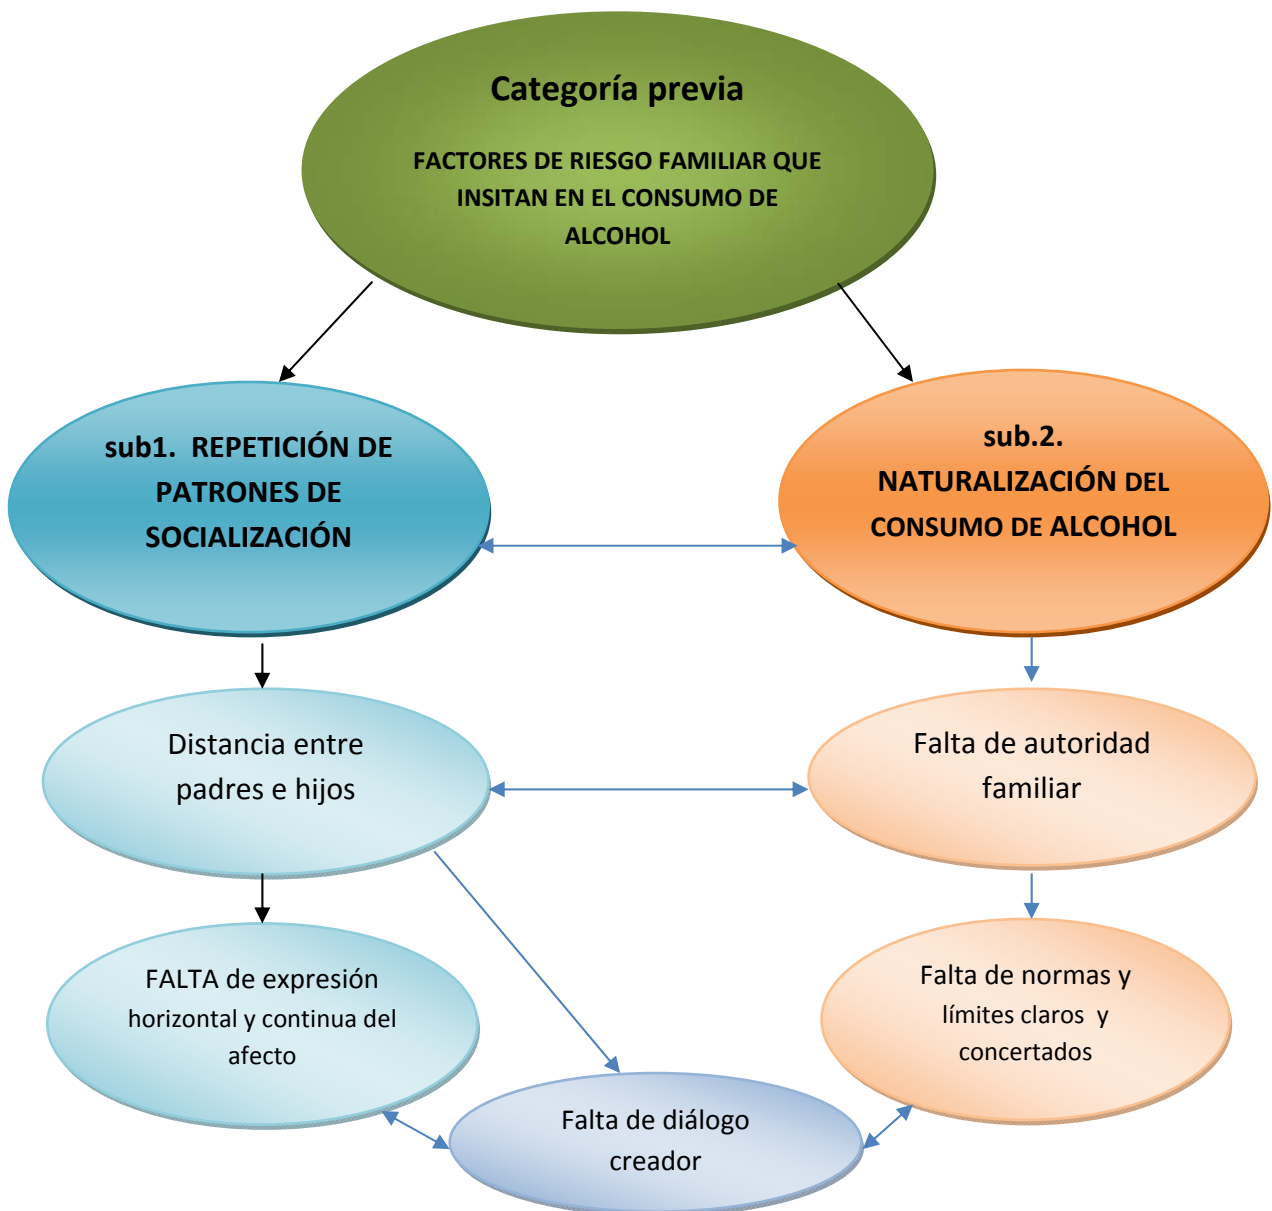 Categoría previa
FACTORES DE RIESGO FAMILIAR QUE
INSITAN EN EL CONSUMO DE
ALCOHOL
sub1. REPETICIÓN DE
PATRONES DE
SOCIALIZACIÓN
sub.2.
NATURALIZACIÓN DEL
CONSUMO DE ALCOHOL
Distancia entre
padres e hijos
Falta de autoridad
familiar
FALTA de expresión
horizontal y continua del
afecto
Falta de normas y
límites claros y
concertados
Falta de diálogo
creador